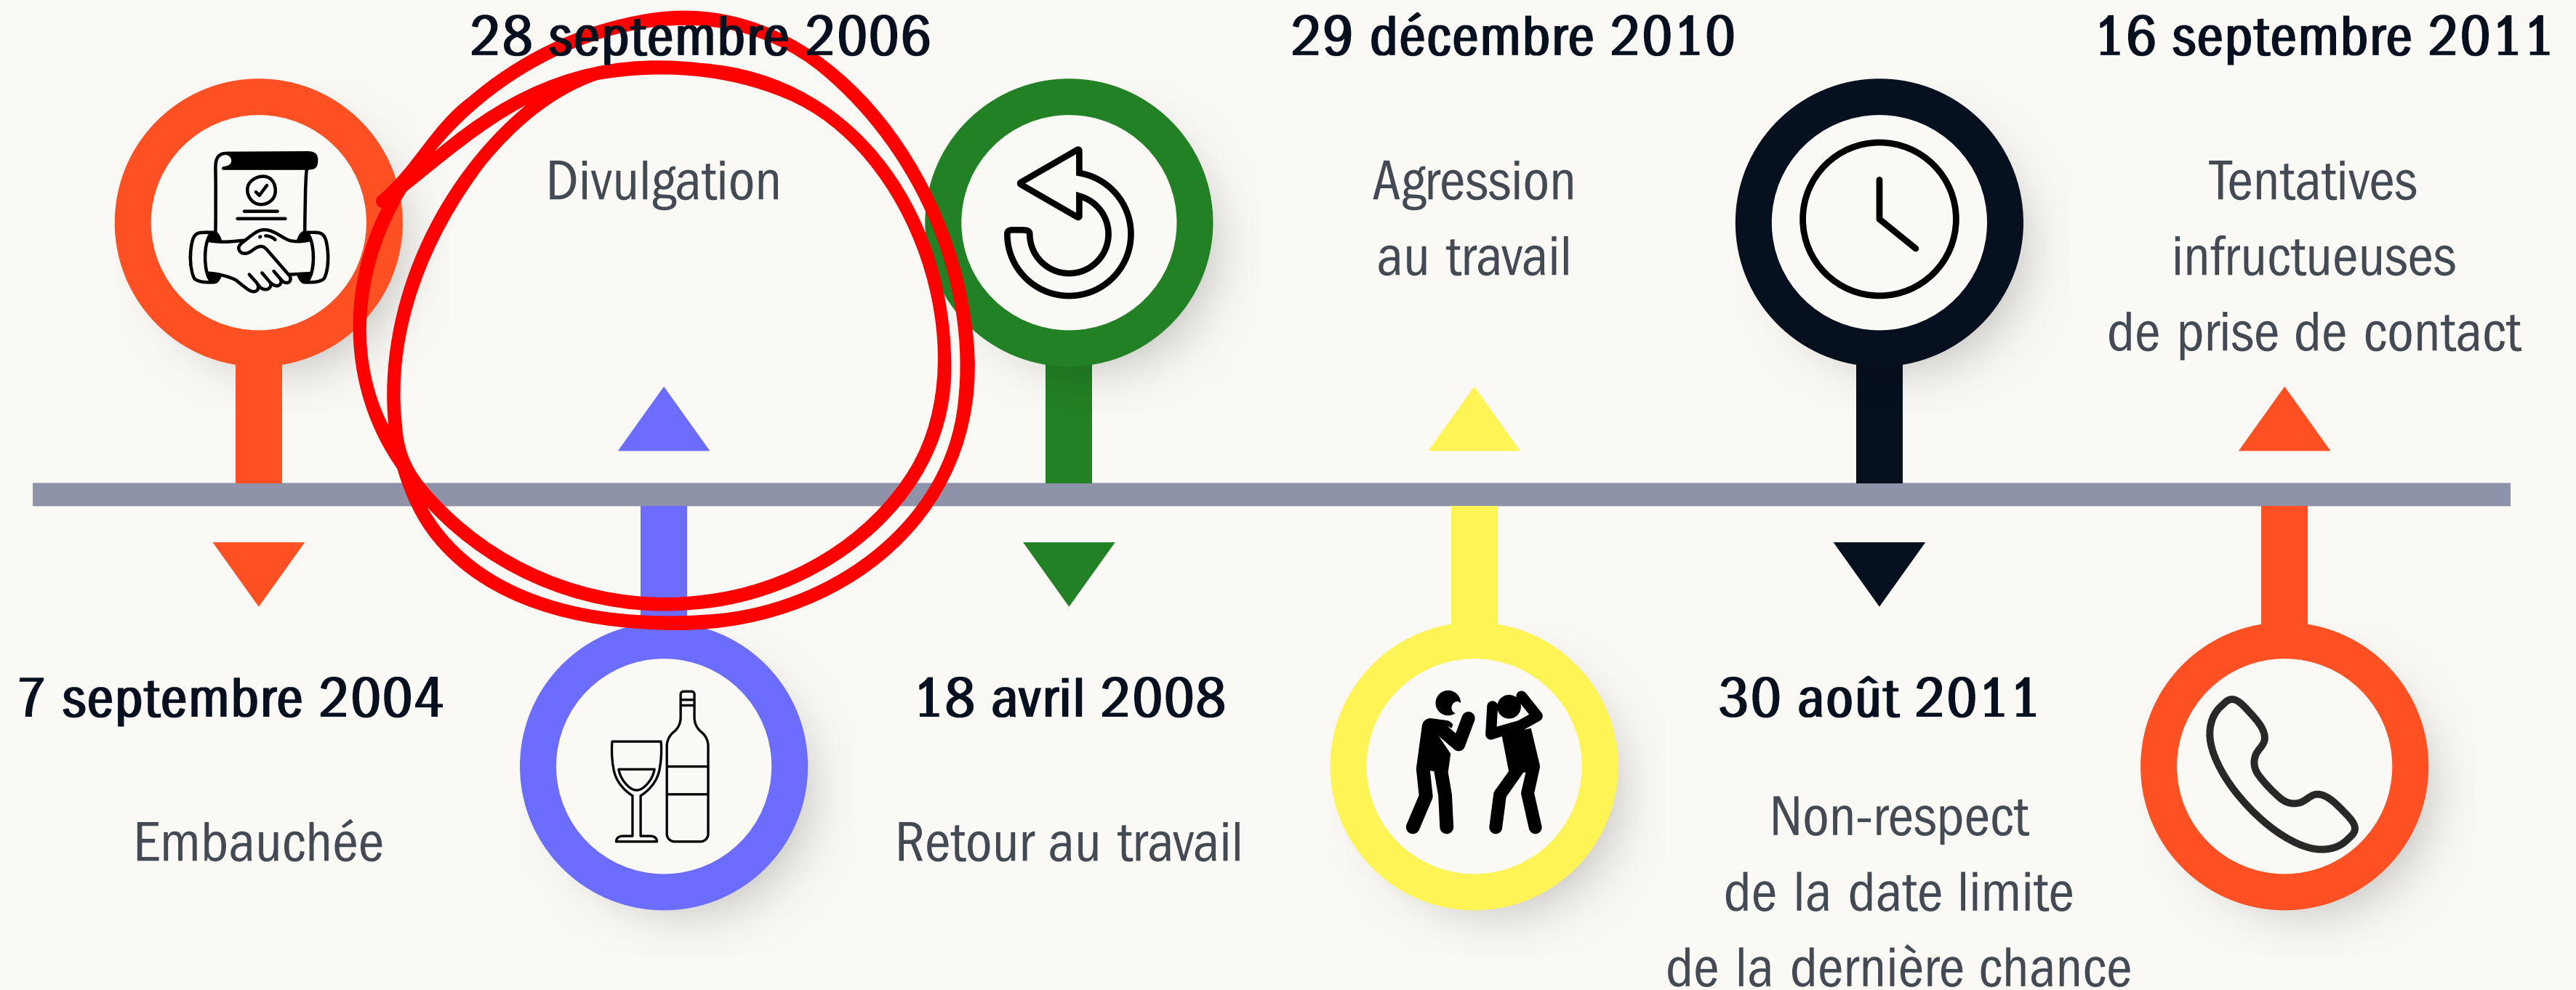 7 septembre 2004
Embauchée
28 septembre 2006
Divulgation
18 avril 2008
Retour au travail
29 décembre 2010
Agression
au travail
30 août 2011
Non-respect
de la date limite
de la dernière chance
16 septembre 2011
Tentatives
infructueuses
de prise de contact